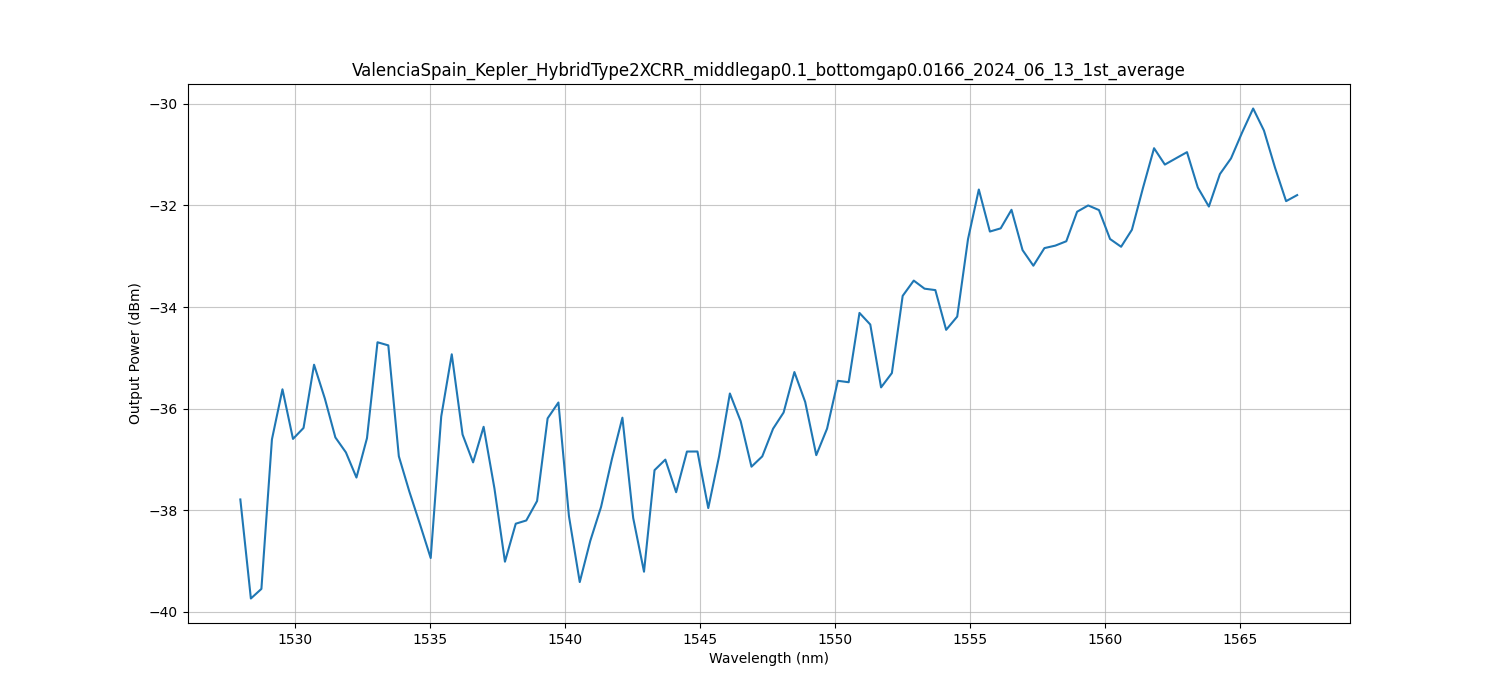 ValenciaSpain_Kepler_HybridType2XCRR_middlegap0.1_bottomgap0.0166_2024_06_13_1st_average
Output Power (dBm)
−30
−32
−34
−36
−38
−40
1530 1535 1540 1545 1550 1555 1560 1565
Wavelength (nm)